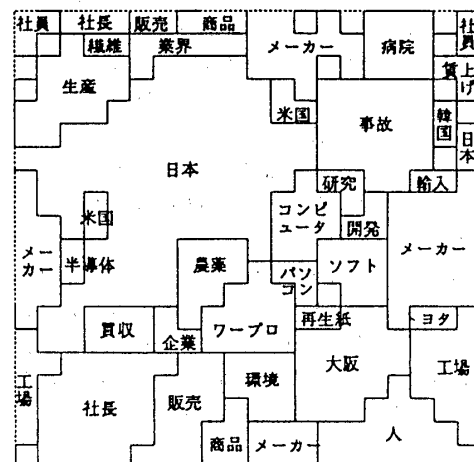 社員
社長
販売
商品
メーカー
病院
社員
繊維
業界
賃上げ
生産
米国
事故
韓国
日本
日本
研究
輸入
米国
コンピュータ
開発
メーカー
メーカー
半導体
農薬
パソコン
ソフト
買収
企業
ワープロ
再生紙
トヨタ
工場
社長
販売
環境
大阪
工場
商品
メーカー
人